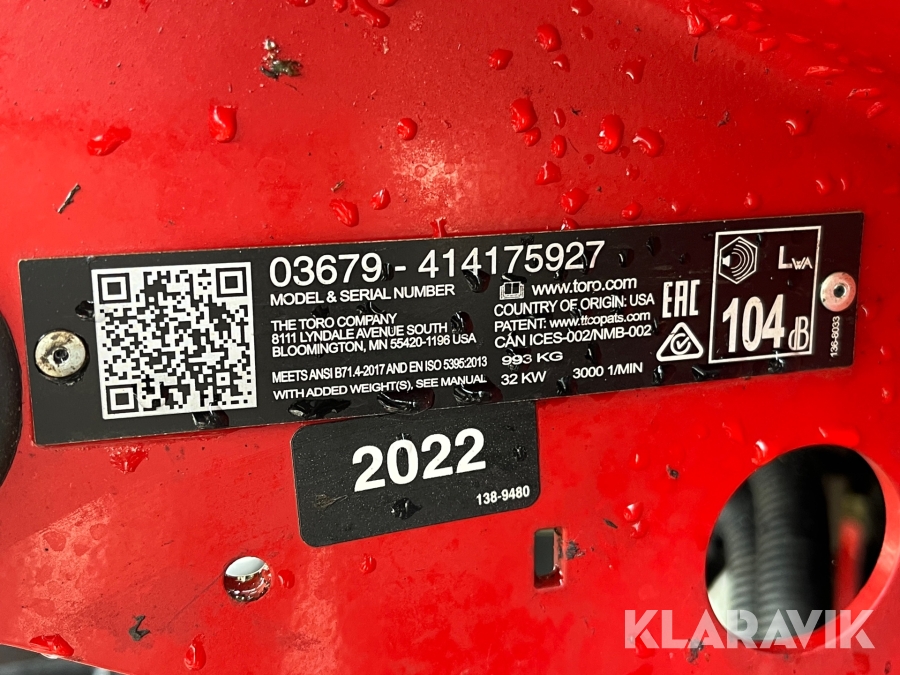 03679 - 414175927
MODEL & SERIAL NUMBER
THE TORO COMPANY
8111 LYNDALE AVENUE SOUTH
BLOOMINGTON, MN 55420-1196 USA
MEETS ANSI B71.4-2017 AND EN ISO 5395:2013
WITH ADDED WEIGHT(S), SEE MANUAL
www.toro.com
COUNTRY OF ORIGIN: USA
PATENT: www.ttcopats.com
CAN ICES-002/NMB-002
993 KG
32 KW 3000 1/MIN
EAC
LWA
104 dB
136-8033
2022
138-9480
KLARAVIK